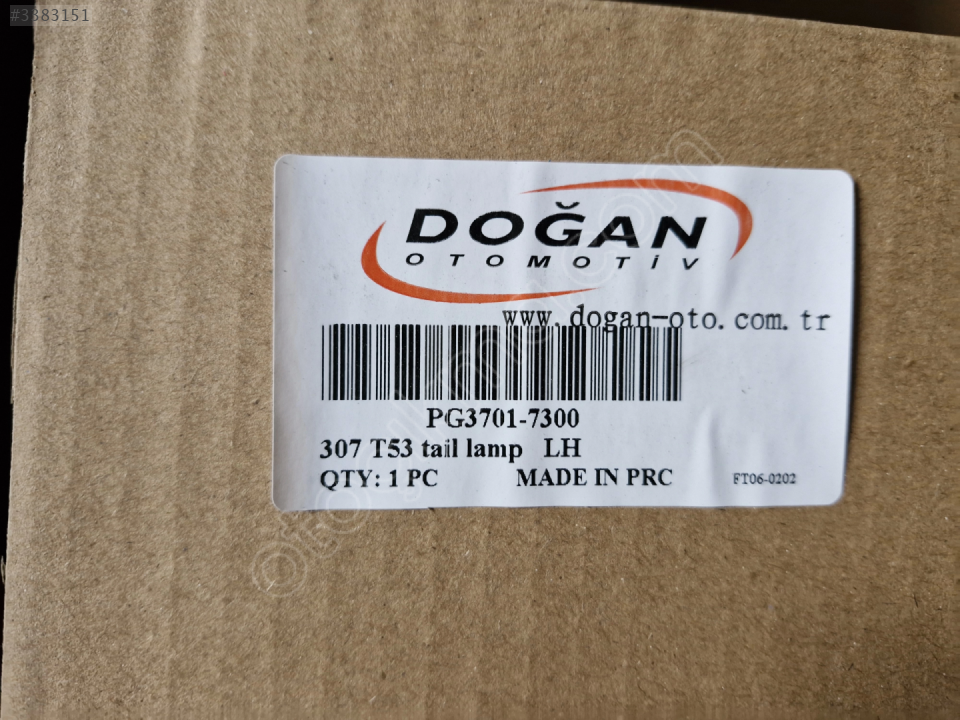 #3383151
DOĞAN
OTOMOTİV
www.dogan-oto.com.tr
PG3701-7300
307 T53 tail lamp LH
QTY: 1 PC MADE IN PRC FT06-0202